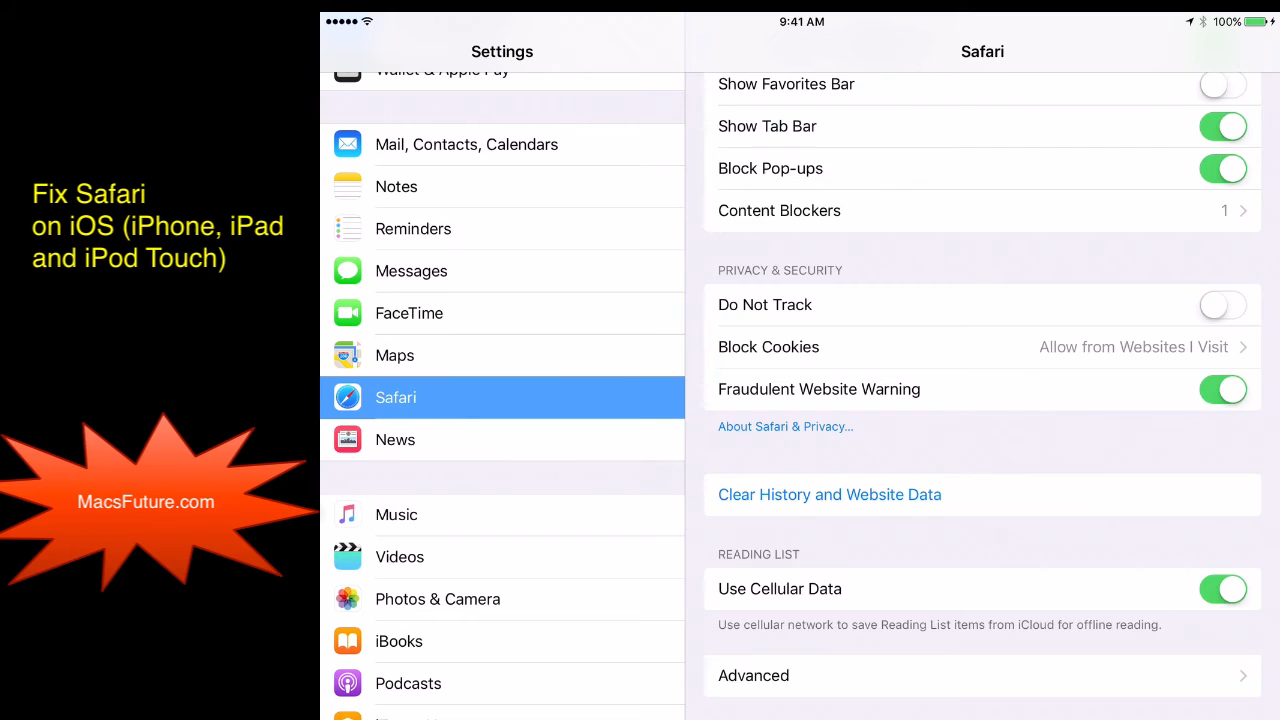 Fix Safari
on iOS (iPhone, iPad
and iPod Touch)
MacsFuture.com
9:41 AM
100%
Settings
Wallet & Apple Pay
Mail, Contacts, Calendars
Notes
Reminders
Messages
FaceTime
Maps
Safari
News
Music
Videos
Photos & Camera
iBooks
Podcasts
Safari
Show Favorites Bar
Show Tab Bar
Block Pop-ups
Content Blockers 1
PRIVACY & SECURITY
Do Not Track
Block Cookies Allow from Websites I Visit
Fraudulent Website Warning
About Safari & Privacy...
Clear History and Website Data
READING LIST
Use Cellular Data
Use cellular network to save Reading List items from iCloud for offline reading.
Advanced